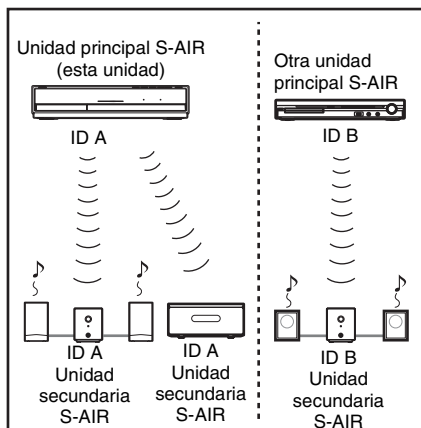 Unidad principal S-AIR
(esta unidad)
ID A
ID A
Unidad
secundaria
S-AIR
ID A
Unidad
secundaria
S-AIR
Otra unidad
principal S-AIR
ID B
ID B
Unidad
secundaria
S-AIR